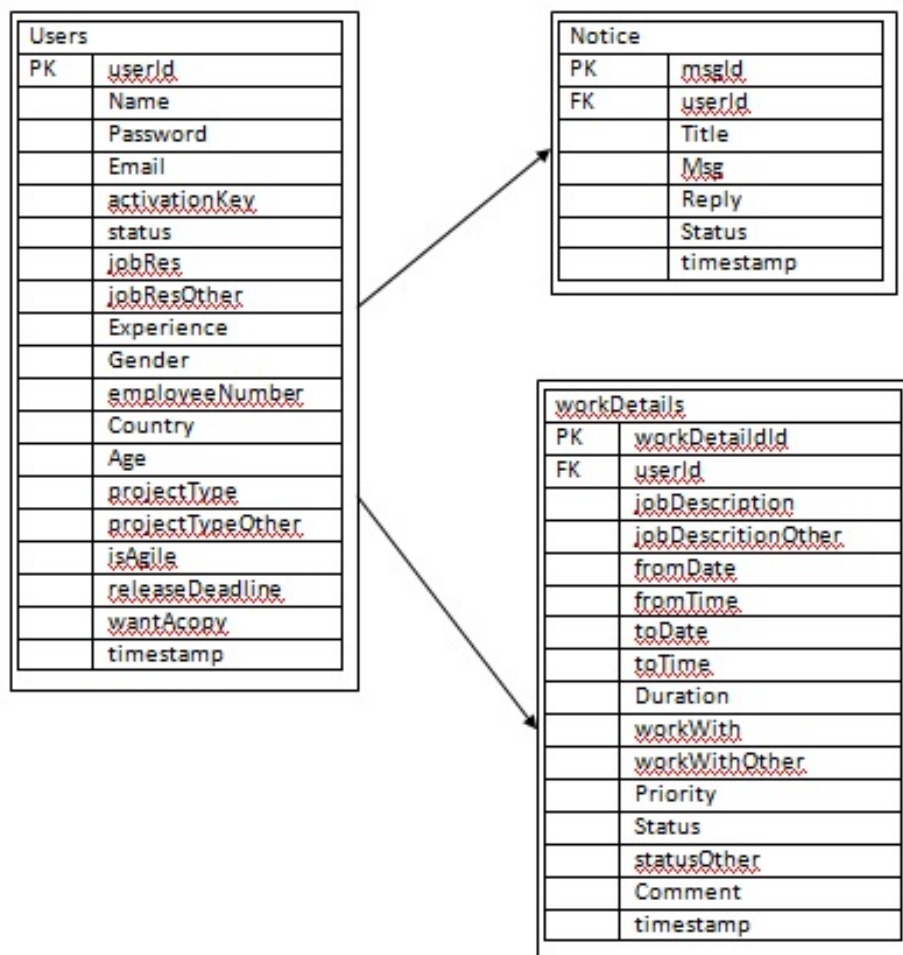 Users
PK userId
Name
Password
Email
activationKey
status
jobRes
jobResOther
Experience
Gender
employeeNumber
Country
Age
projectType
projectTypeOther
isAgile
releaseDeadline
wantAcopy
timestamp
Notice
PK msgId
FK userId
Title
Msg
Reply
Status
timestamp
workDetails
PK workDetaildId
FK userId
jobDescription
jobDescritionOther
fromDate
fromTime
toDate
toTime
Duration
workWith
workWithOther
Priority
Status
statusOther
Comment
timestamp